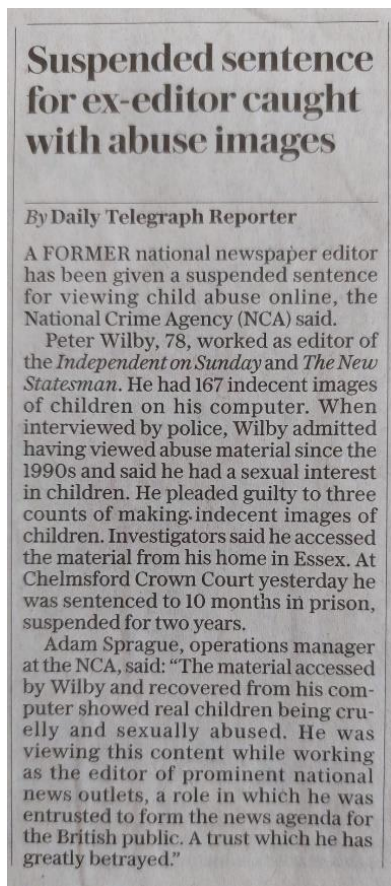 Suspended sentence
for ex-editor caught
with abuse images
By Daily Telegraph Reporter
A FORMER national newspaper editor
has been given a suspended sentence
for viewing child abuse online, the
National Crime Agency (NCA) said.
Peter Wilby, 78, worked as editor of
the Independent on Sunday and The New
Statesman. He had 167 indecent images
of children on his computer. When
interviewed by police, Wilby admitted
having viewed abuse material since the
1990s and said he had a sexual interest
in children. He pleaded guilty to three
counts of making indecent images of
children. Investigators said he accessed
the material from his home in Essex. At
Chelmsford Crown Court yesterday he
was sentenced to 10 months in prison,
suspended for two years.
Adam Sprague, operations manager
at the NCA, said: “The material accessed
by Wilby and recovered from his com-
puter showed real children being cru-
elly and sexually abused. He was
viewing this content while working
as the editor of prominent national
news outlets, a role in which he was
entrusted to form the news agenda for
the British public. A trust which he has
greatly betrayed.”